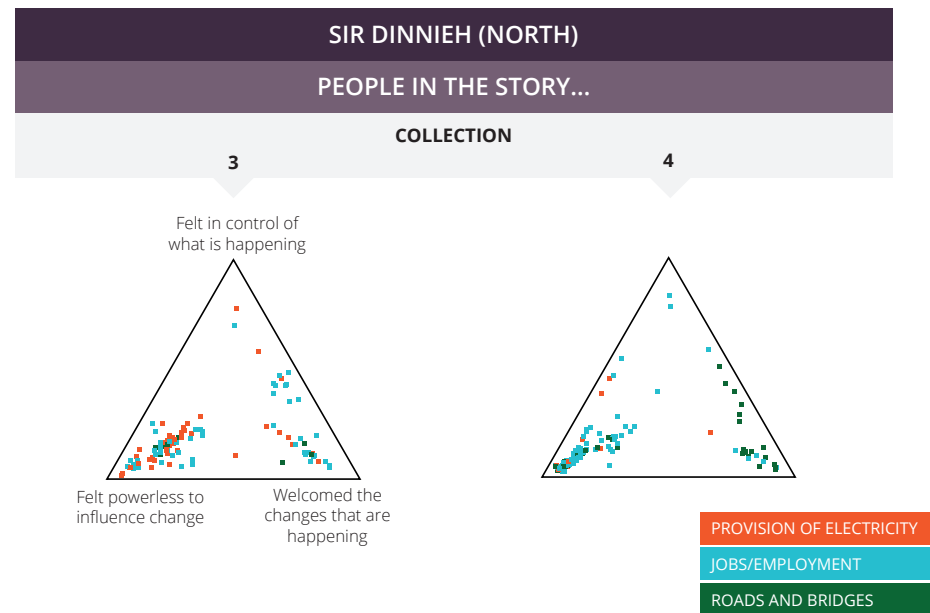 SIR DINNIEH (NORTH)
PEOPLE IN THE STORY...
COLLECTION
3
4
Felt in control of
what is happening
Felt powerless to
influence change
Welcomed the
changes that are
happening
PROVISION OF ELECTRICITY
JOBS/EMPLOYMENT
ROADS AND BRIDGES